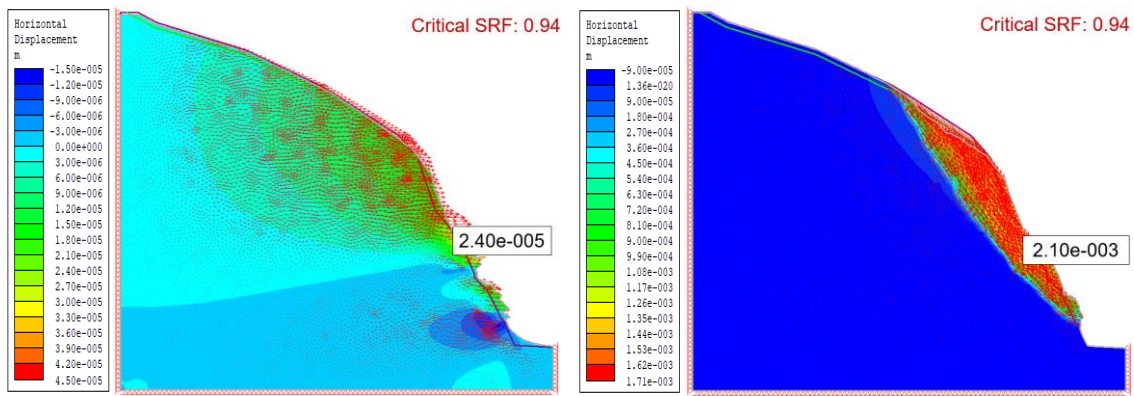 Horizontal
Displacement
m
-1.50e-005
-1.20e-005
-9.00e-006
-6.00e-006
-3.00e-006
0.00e+000
3.00e-006
6.00e-006
9.00e-006
1.20e-005
1.50e-005
1.80e-005
2.10e-005
2.40e-005
2.70e-005
3.00e-005
3.30e-005
3.60e-005
3.90e-005
4.20e-005
4.50e-005
Critical SRF: 0.94
2.40e-005
Horizontal
Displacement
m
-9.00e-005
1.36e-020
9.00e-005
1.80e-004
2.70e-004
3.60e-004
4.50e-004
5.40e-004
6.30e-004
7.20e-004
8.10e-004
9.00e-004
9.90e-004
1.08e-003
1.17e-003
1.26e-003
1.35e-003
1.44e-003
1.53e-003
1.62e-003
1.71e-003
Critical SRF: 0.94
2.10e-003